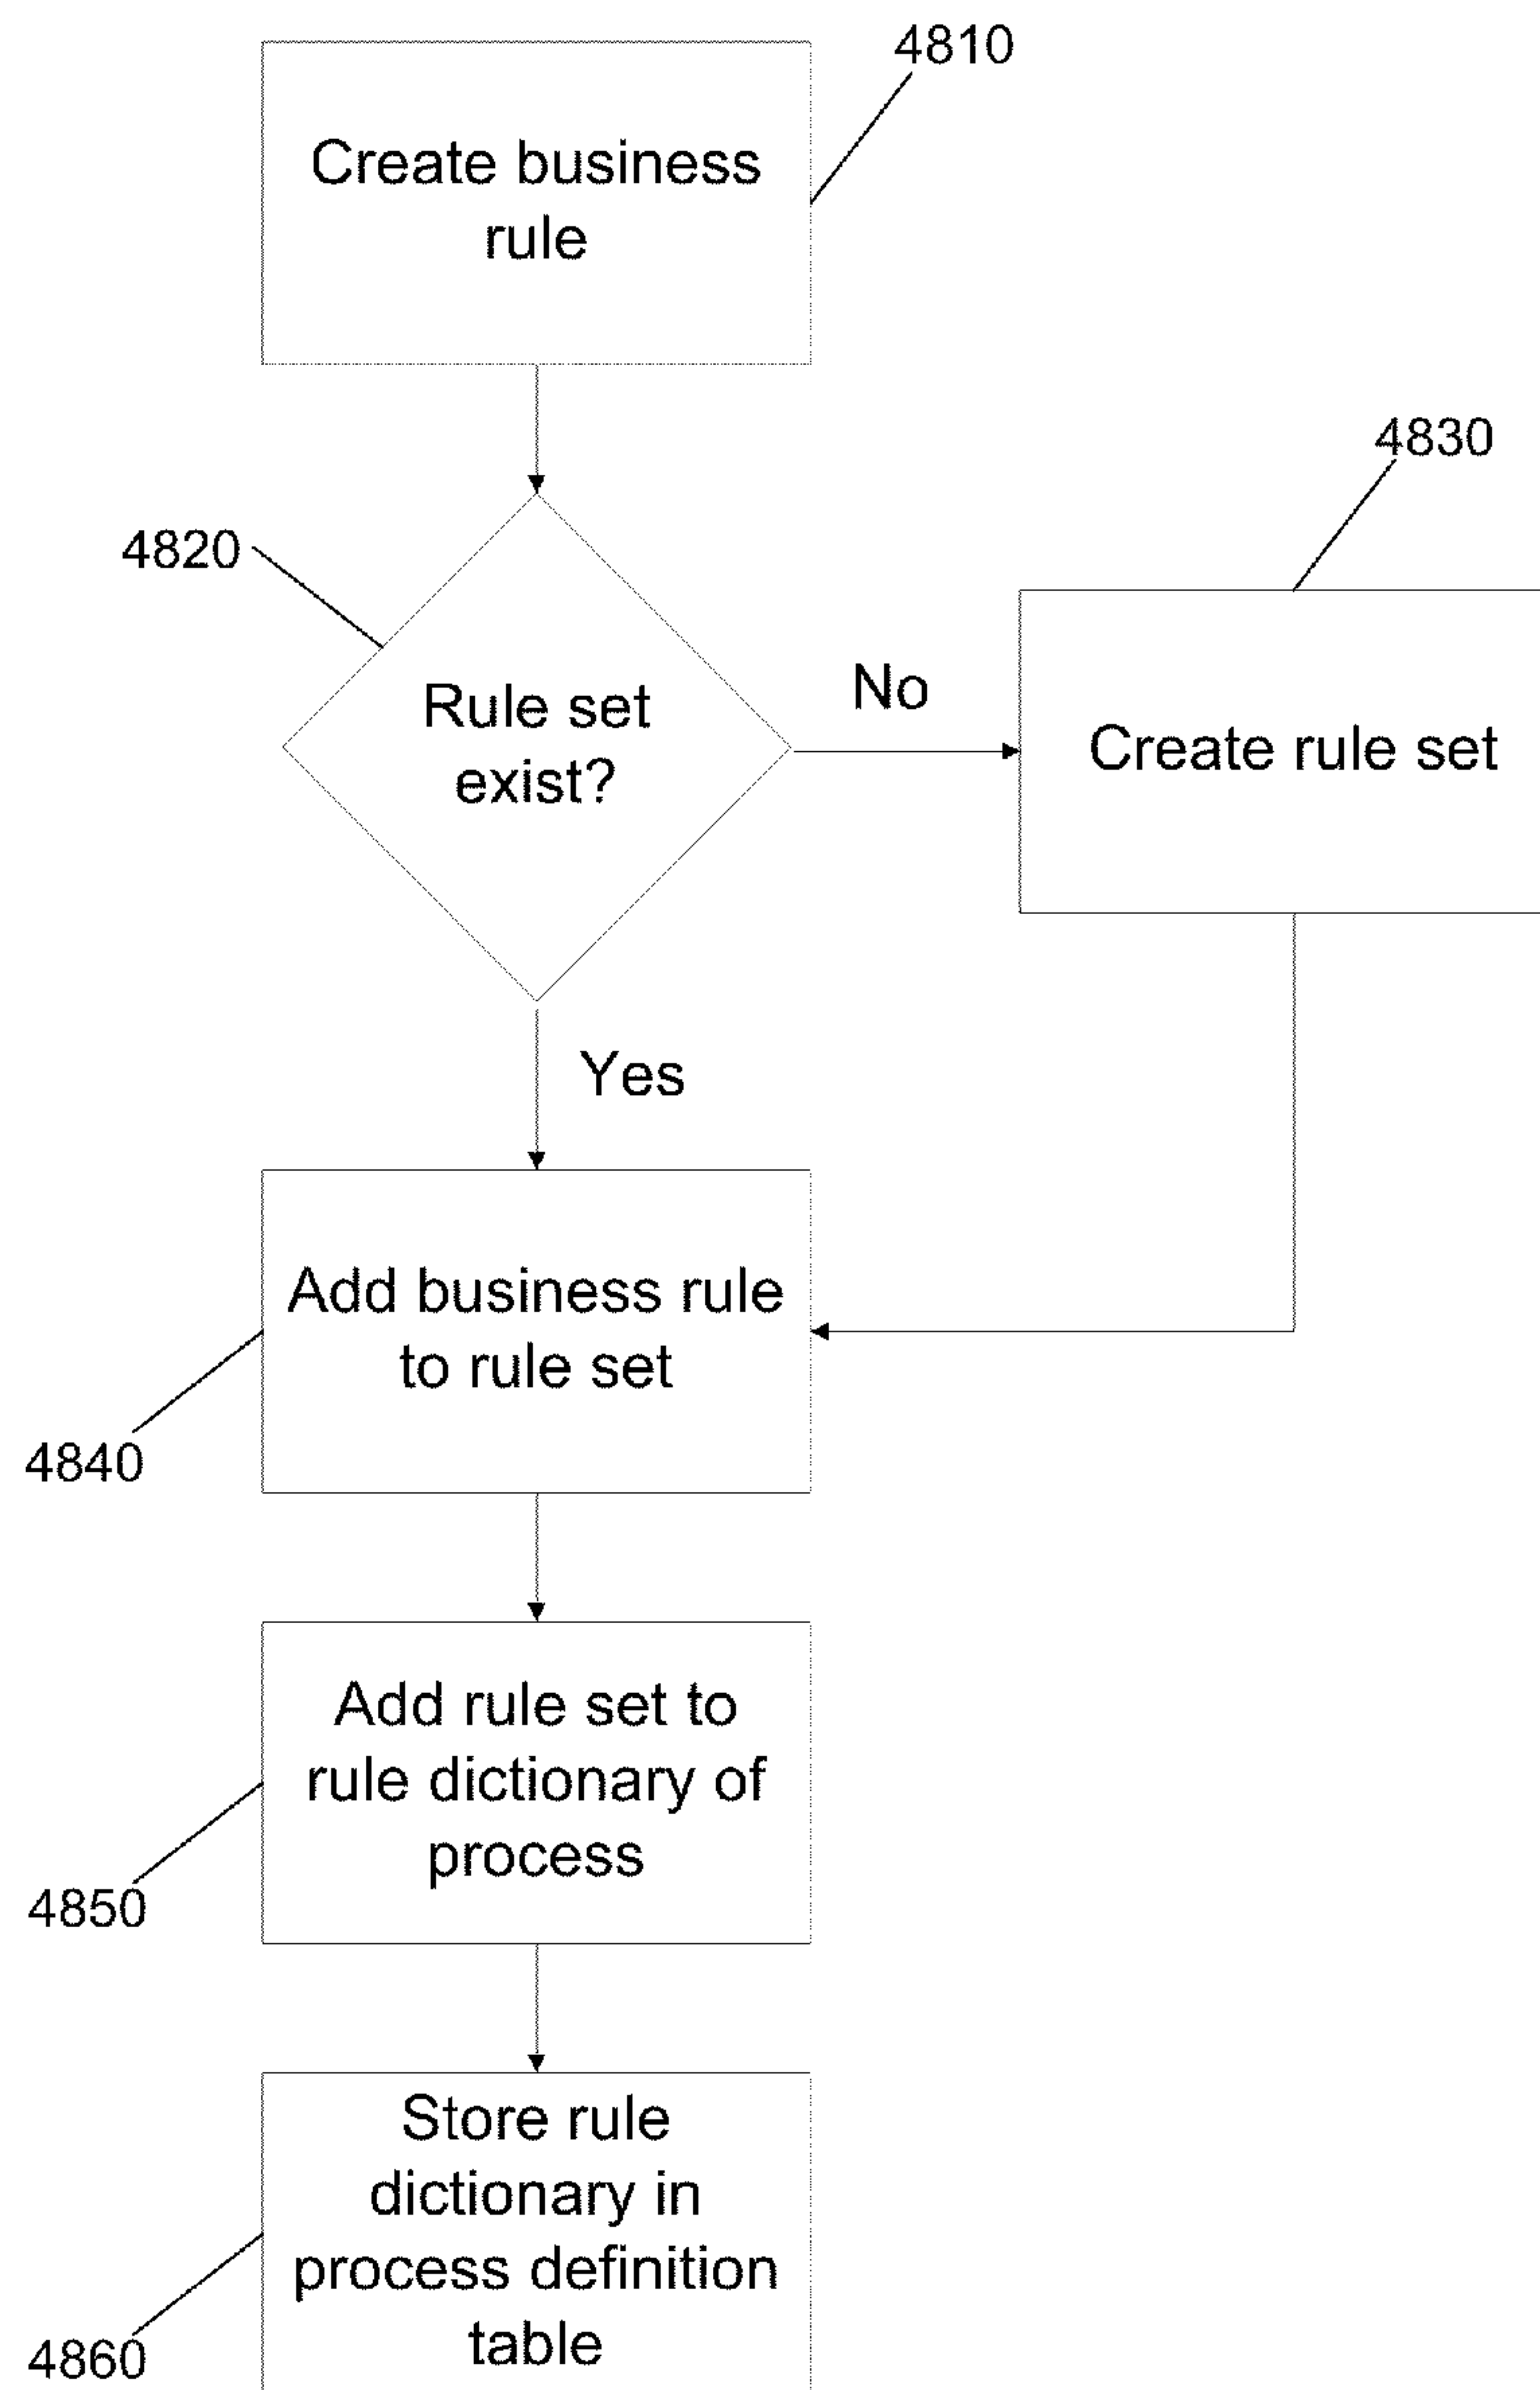 4810
Create business
rule
4830
4820
Rule set
exist?
No
Create rule set
Yes
Add business rule
to rule set
4840
Add rule set to
rule dictionary of
process
4850
Store rule
dictionary in
process definition
table
4860